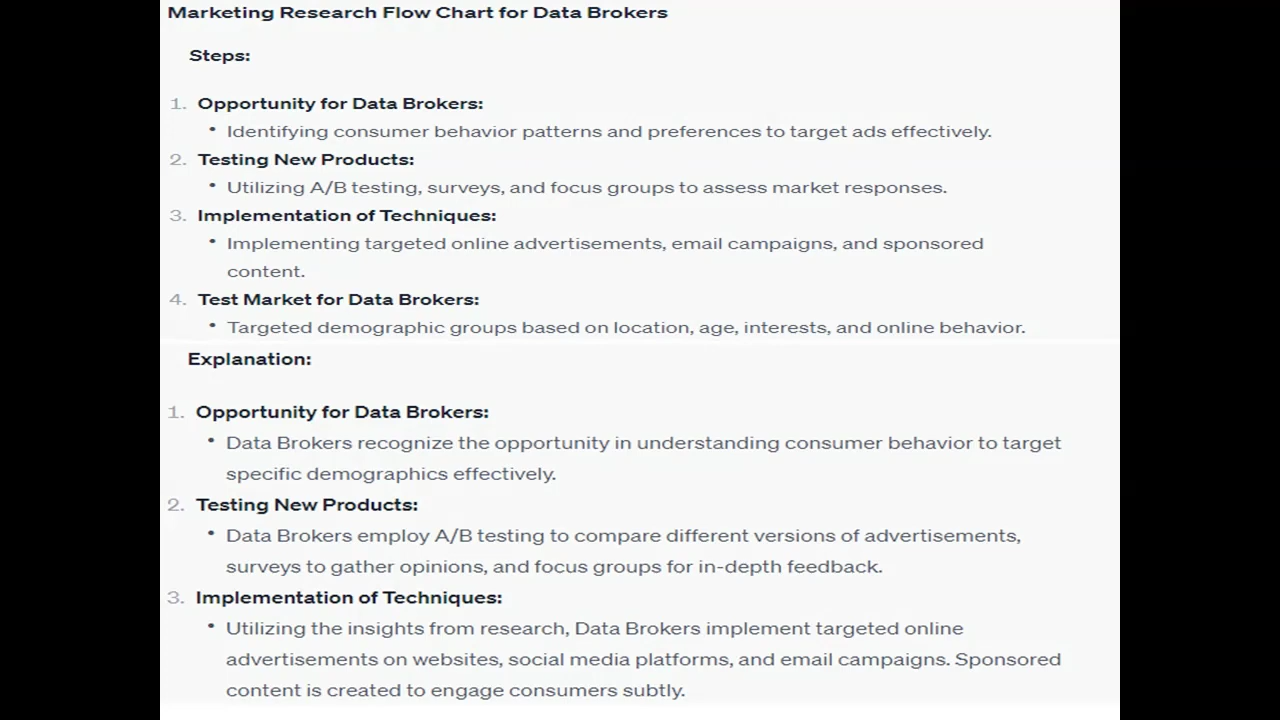 Marketing Research Flow Chart for Data Brokers
Steps:
1. Opportunity for Data Brokers:
• Identifying consumer behavior patterns and preferences to target ads effectively.
2. Testing New Products:
• Utilizing A/B testing, surveys, and focus groups to assess market responses.
3. Implementation of Techniques:
• Implementing targeted online advertisements, email campaigns, and sponsored
content.
4. Test Market for Data Brokers:
• Targeted demographic groups based on location, age, interests, and online behavior.
Explanation:
1. Opportunity for Data Brokers:
• Data Brokers recognize the opportunity in understanding consumer behavior to target
specific demographics effectively.
2. Testing New Products:
• Data Brokers employ A/B testing to compare different versions of advertisements,
surveys to gather opinions, and focus groups for in-depth feedback.
3. Implementation of Techniques:
• Utilizing the insights from research, Data Brokers implement targeted online
advertisements on websites, social media platforms, and email campaigns. Sponsored
content is created to engage consumers subtly.